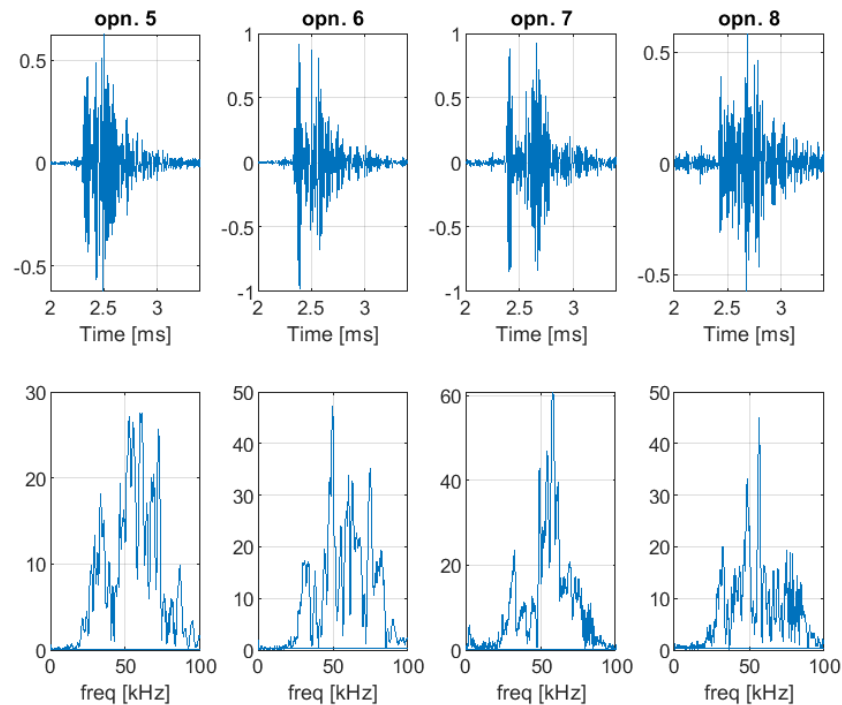 opn. 5 opn. 6 opn. 7 opn. 8
0.5 1 1 0.5
0.5 0.5
0 0 0 0
-0.5 -0.5
-0.5 -1 -1 -0.5
2 2.5 3 2 2.5 3 2 2.5 3 2 2.5 3
Time [ms] Time [ms] Time [ms] Time [ms]
30 50 60 50
40 40
20 40
30 30
20 20
10 20
10 10
0 0 0 0
0 50 100 0 50 100 0 50 100 0 50 100
freq [kHz] freq [kHz] freq [kHz] freq [kHz]